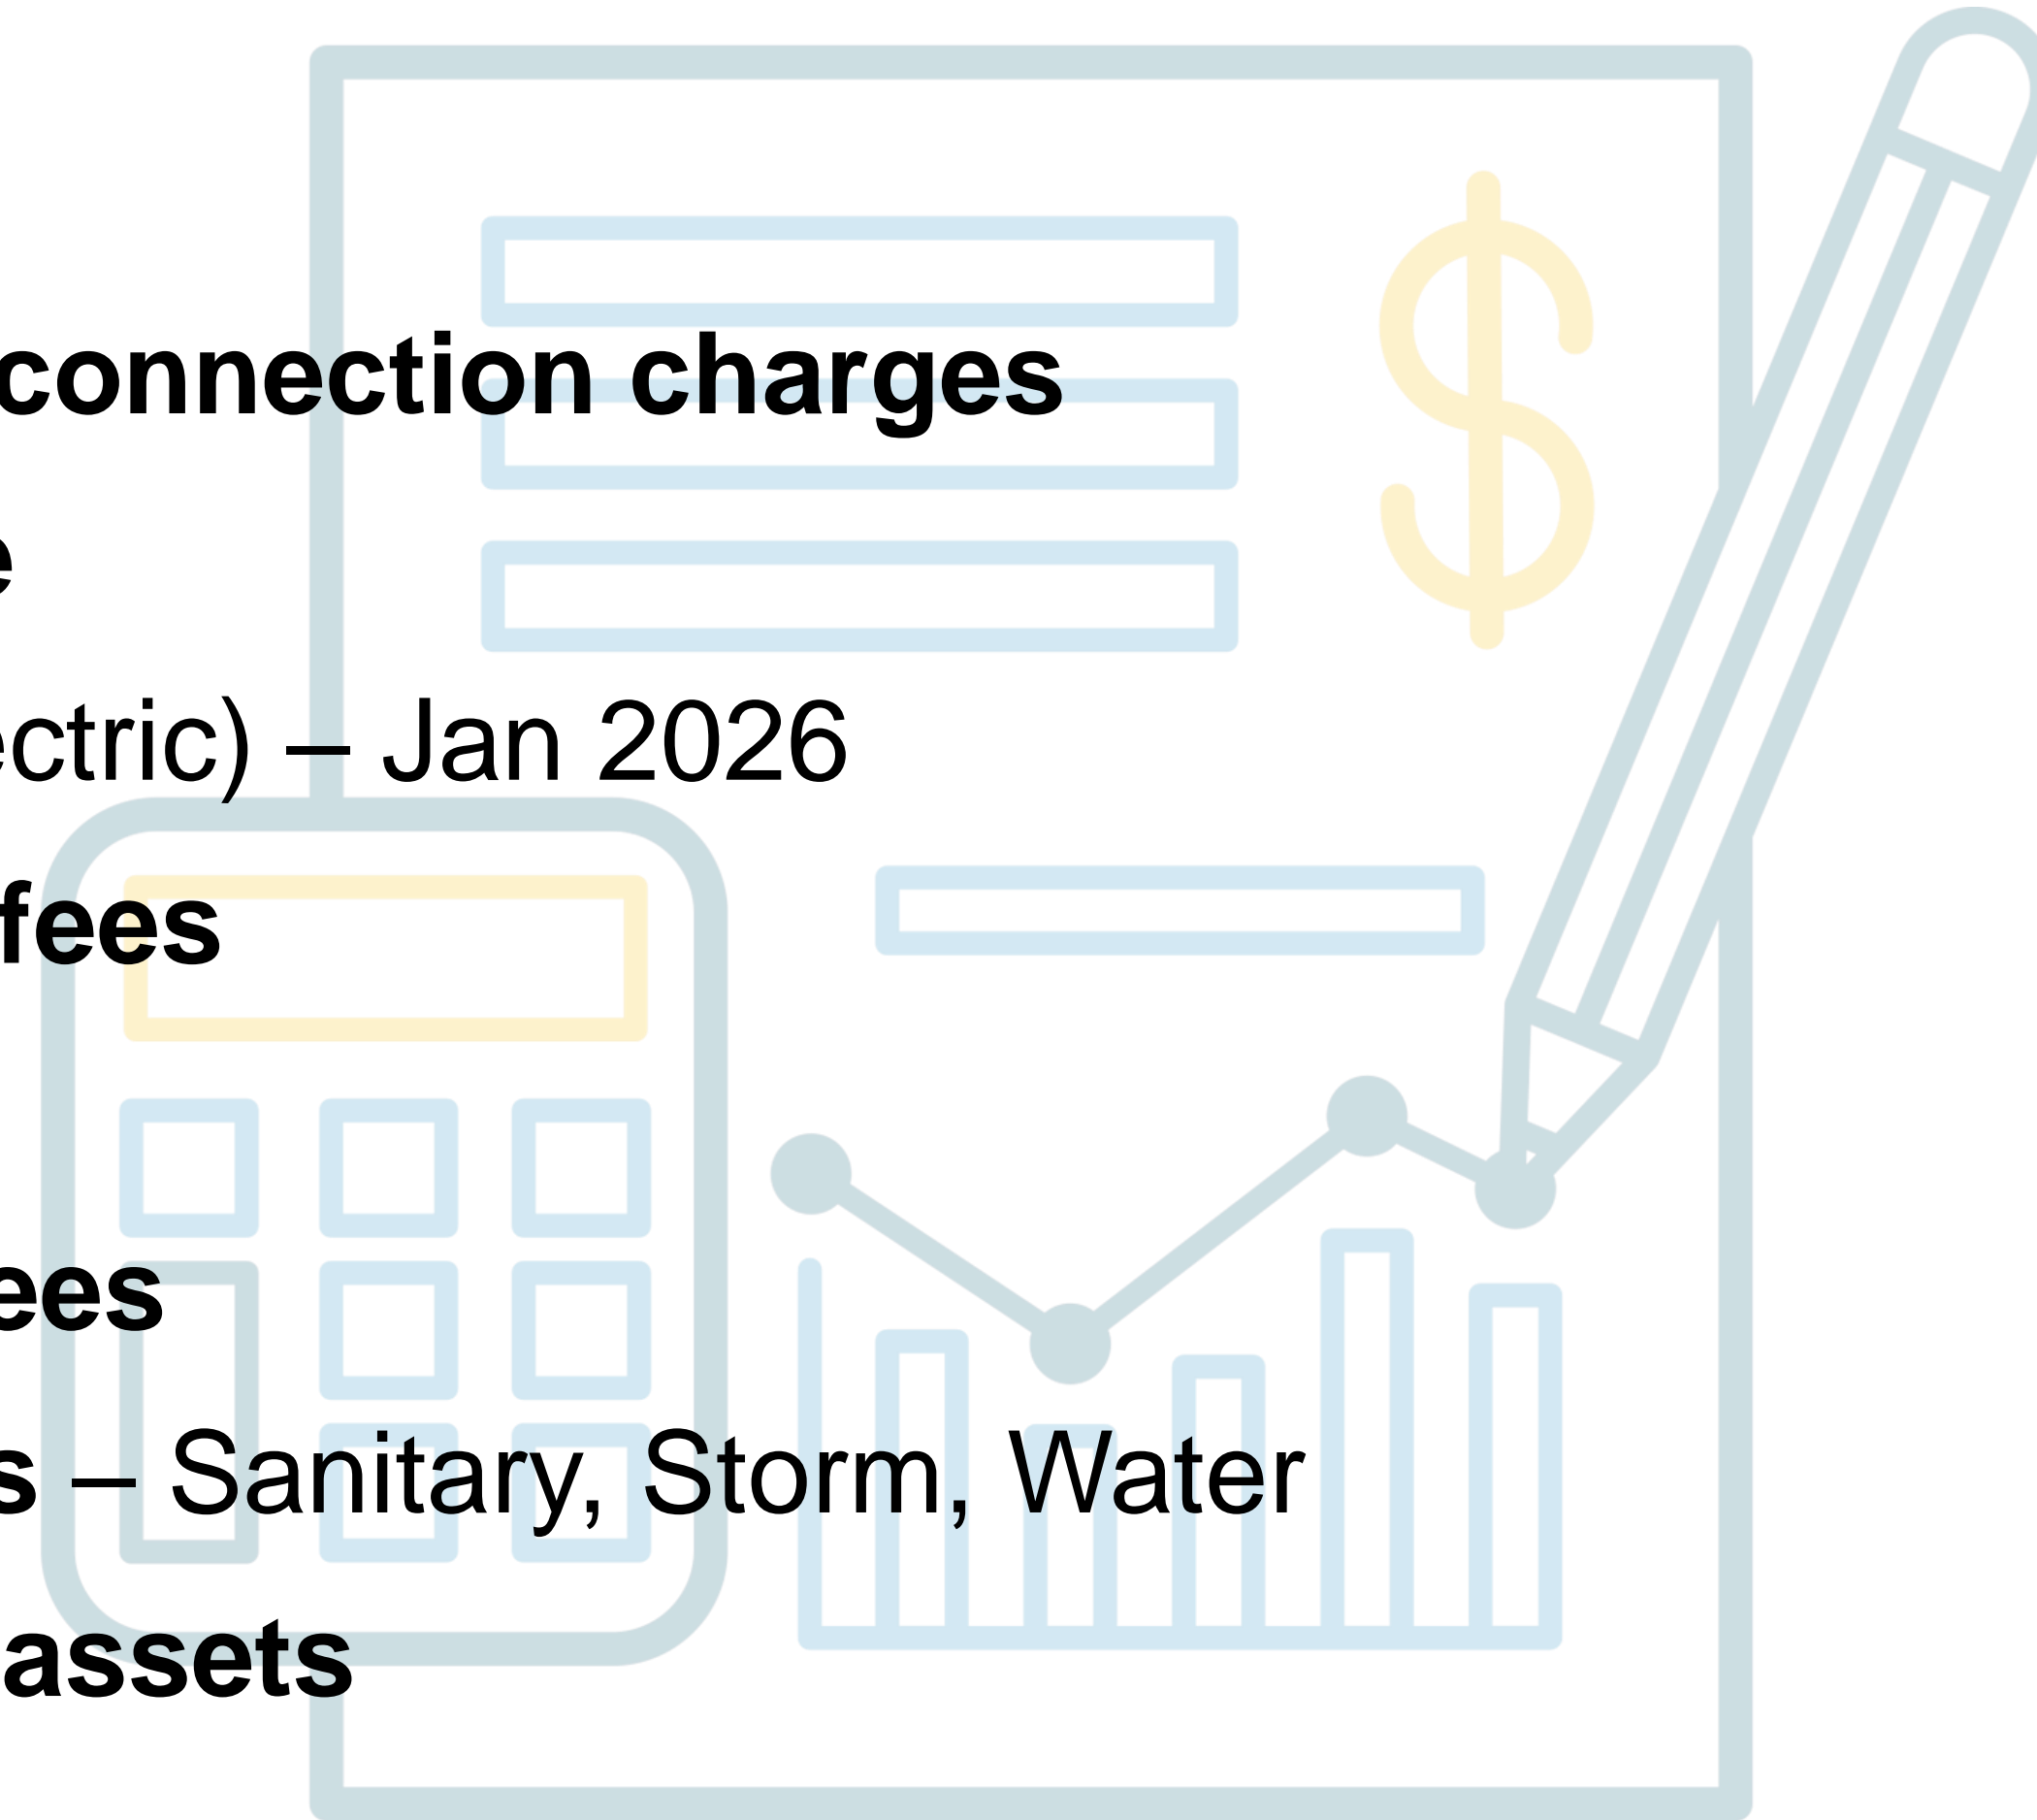 connection charges
ectric) – Jan 2026
fees
ees
s – Sanitary, Storm, Water
assets